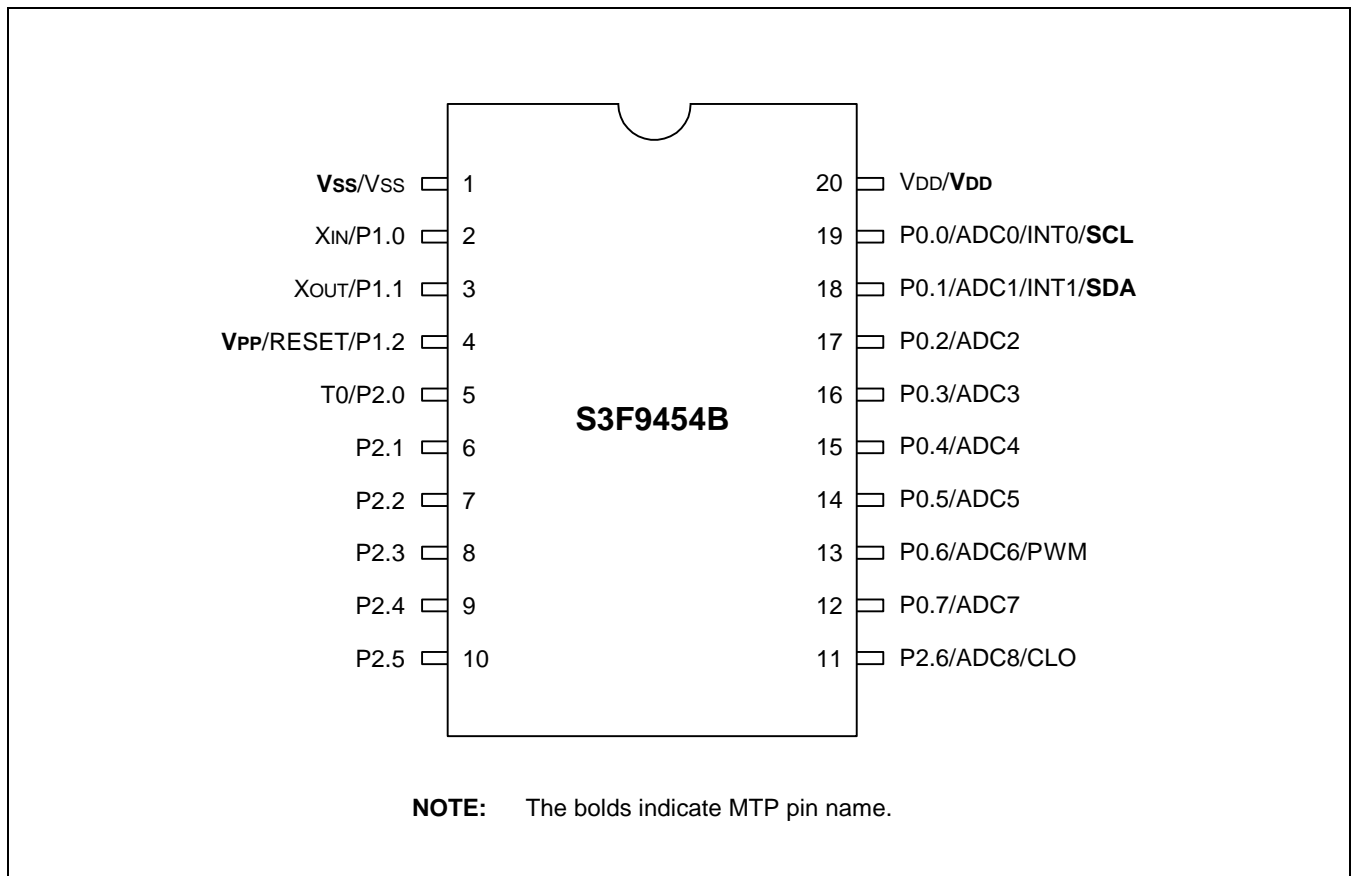 Vss/Vss 1 20 VDD/VDD
XIN/P1.0 2 19 P0.0/ADC0/INT0/SCL
XOUT/P1.1 3 18 P0.1/ADC1/INT1/SDA
VPP/RESET/P1.2 4 17 P0.2/ADC2
T0/P2.0 5 16 P0.3/ADC3
S3F9454B
P2.1 6 15 P0.4/ADC4
P2.2 7 14 P0.5/ADC5
P2.3 8 13 P0.6/ADC6/PWM
P2.4 9 12 P0.7/ADC7
P2.5 10 11 P2.6/ADC8/CLO
NOTE: The bolds indicate MTP pin name.